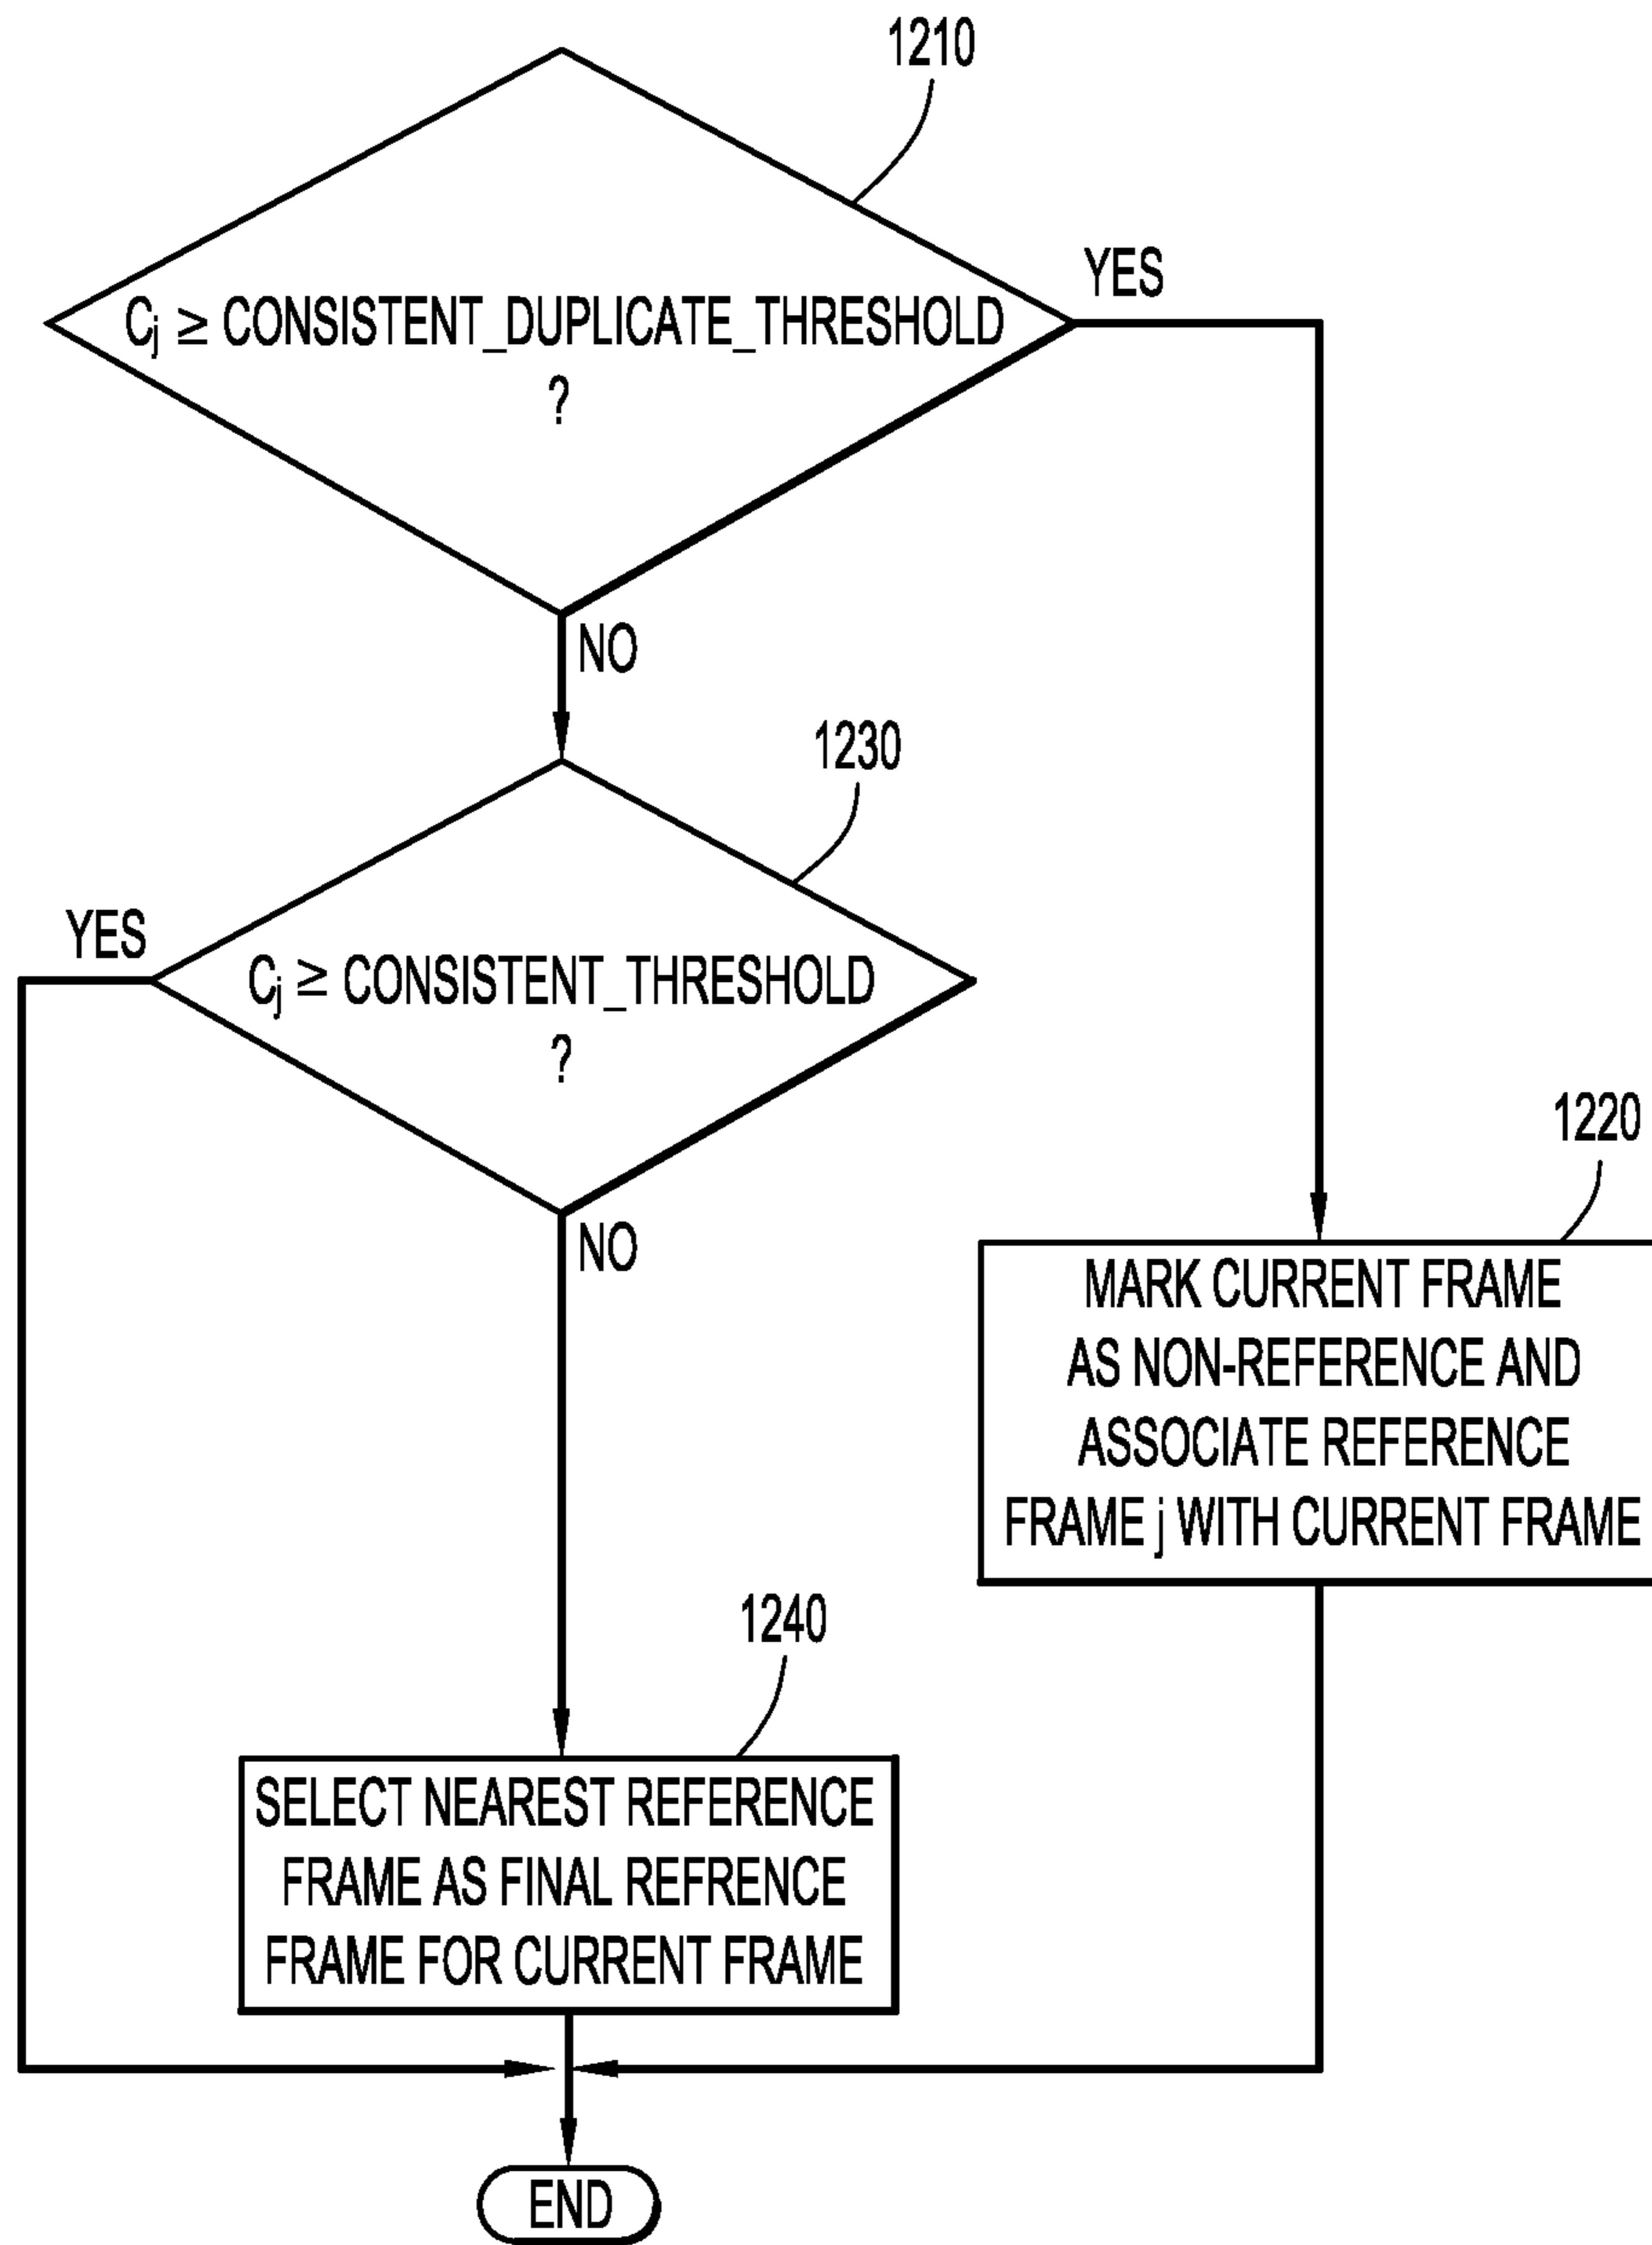 1210
YES
Cj ≥ CONSISTENT_DUPLICATE_THRESHOLD
?
NO
1230
YES
Cj ≥ CONSISTENT_THRESHOLD
?
NO
1220
MARK CURRENT FRAME
AS NON-REFERENCE AND
ASSOCIATE REFERENCE
FRAME j WITH CURRENT FRAME
1240
SELECT NEAREST REFERENCE
FRAME AS FINAL REFRENCE
FRAME FOR CURRENT FRAME
END